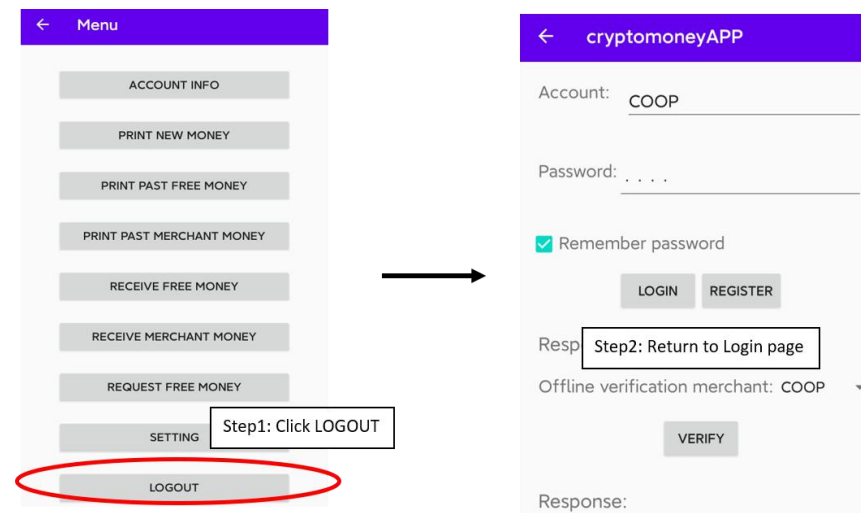 Menu
ACCOUNT INFO
PRINT NEW MONEY
PRINT PAST FREE MONEY
PRINT PAST MERCHANT MONEY
RECEIVE FREE MONEY
RECEIVE MERCHANT MONEY
REQUEST FREE MONEY
Step1: Click LOGOUT
SETTING
LOGOUT
cryptomoneyAPP
Account: COOP
Password: . . . .
Remember password
LOGIN REGISTER
Resp
Step2: Return to Login page
Offline verification merchant: COOP
VERIFY
Response: